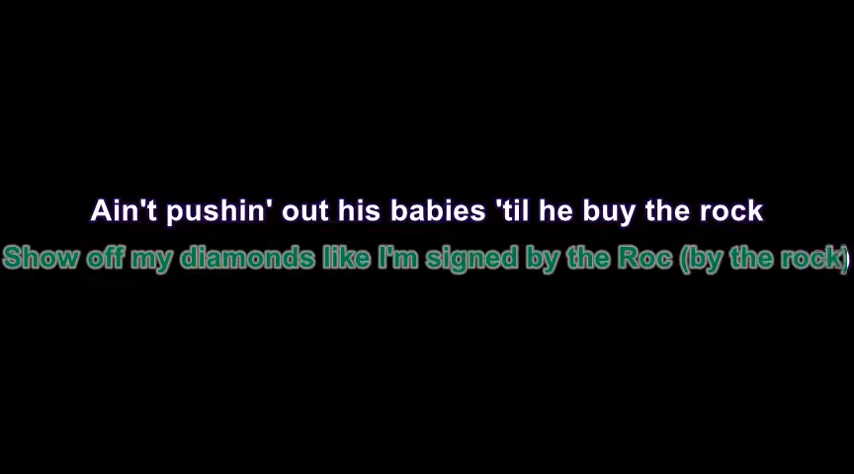 Ain't pushin' out his babies 'til he buy the rock
Show off my diamonds like I'm signed by the Roc (by the rock)